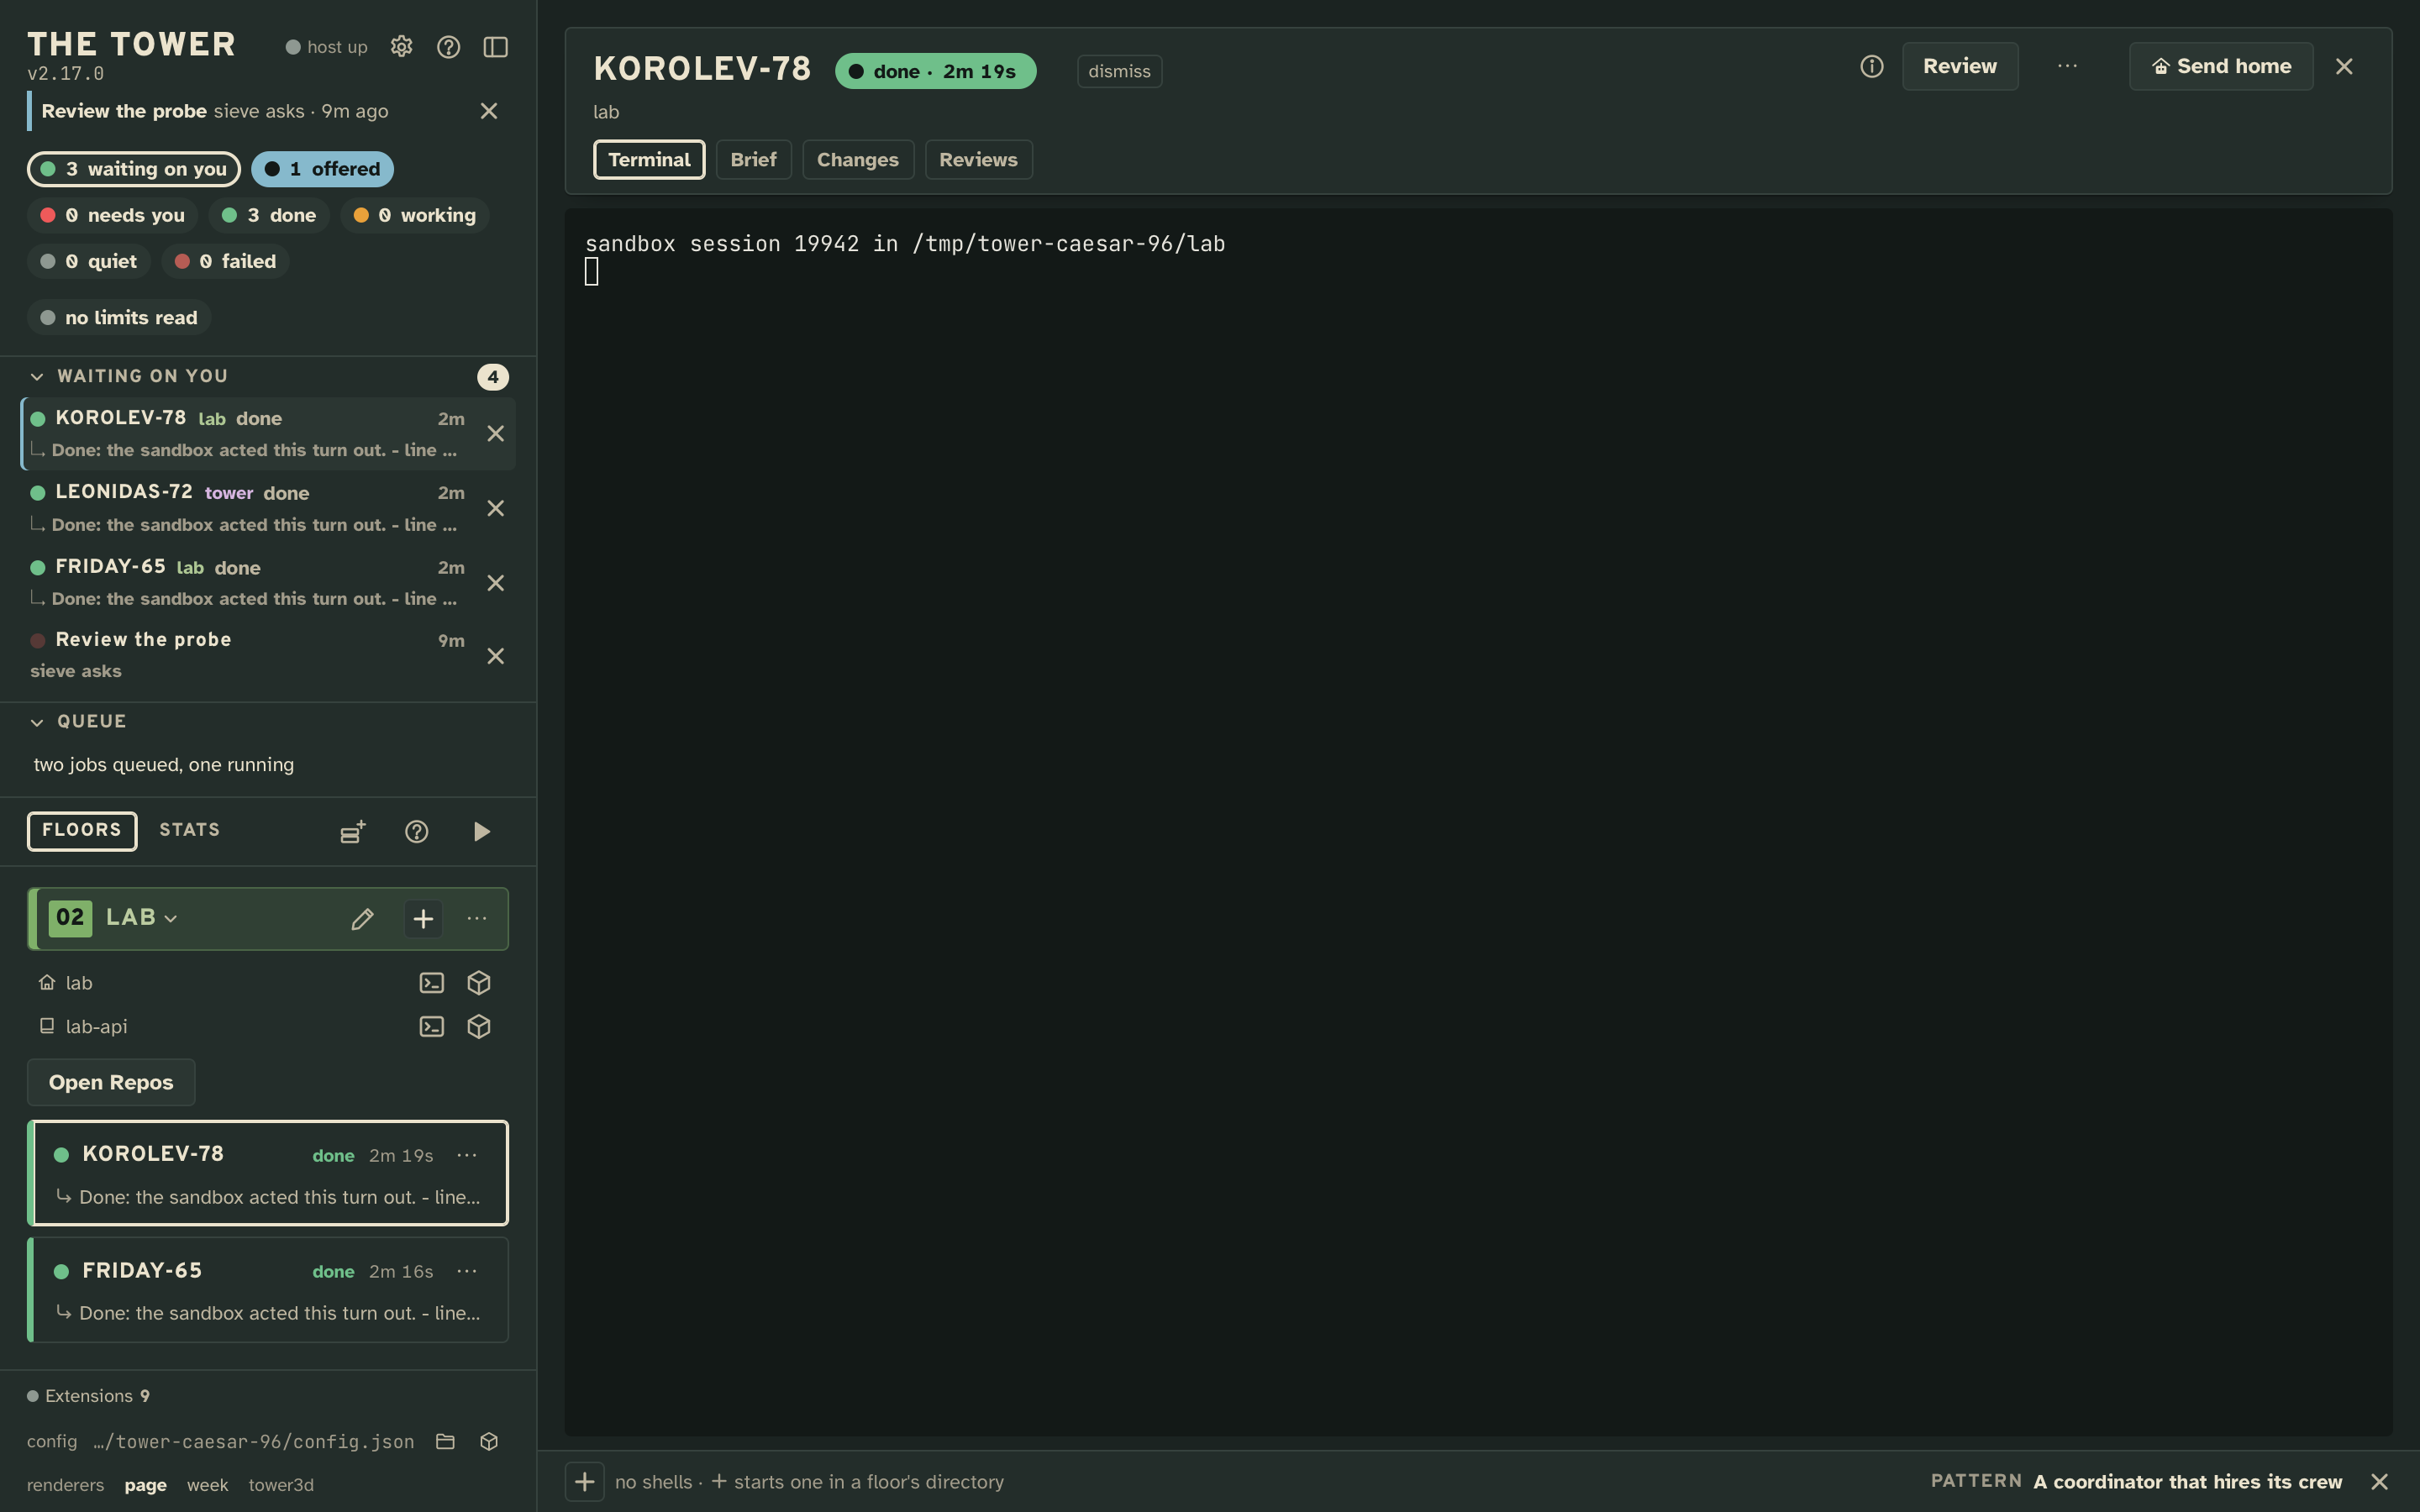 THE TOWER
host up
v2.17.0
Review the probe sieve asks · 9m ago
3 waiting on you
1 offered
0 needs you
3 done
0 working
0 quiet
0 failed
no limits read
WAITING ON YOU
4
KOROLEV-78 lab done 2m
Done: the sandbox acted this turn out. - line ...
LEONIDAS-72 tower done 2m
Done: the sandbox acted this turn out. - line ...
FRIDAY-65 lab done 2m
Done: the sandbox acted this turn out. - line ...
Review the probe 9m
sieve asks
QUEUE
two jobs queued, one running
FLOORS
STATS
02 LAB
lab
lab-api
Open Repos
KOROLEV-78 done 2m 19s
Done: the sandbox acted this turn out. - line...
FRIDAY-65 done 2m 16s
Done: the sandbox acted this turn out. - line...
Extensions 9
config …/tower-caesar-96/config.json
renderers page week tower3d
KOROLEV-78
done · 2m 19s
dismiss
Review
Send home
lab
Terminal
Brief
Changes
Reviews
sandbox session 19942 in /tmp/tower-caesar-96/lab
no shells · + starts one in a floor's directory
PATTERN A coordinator that hires its crew